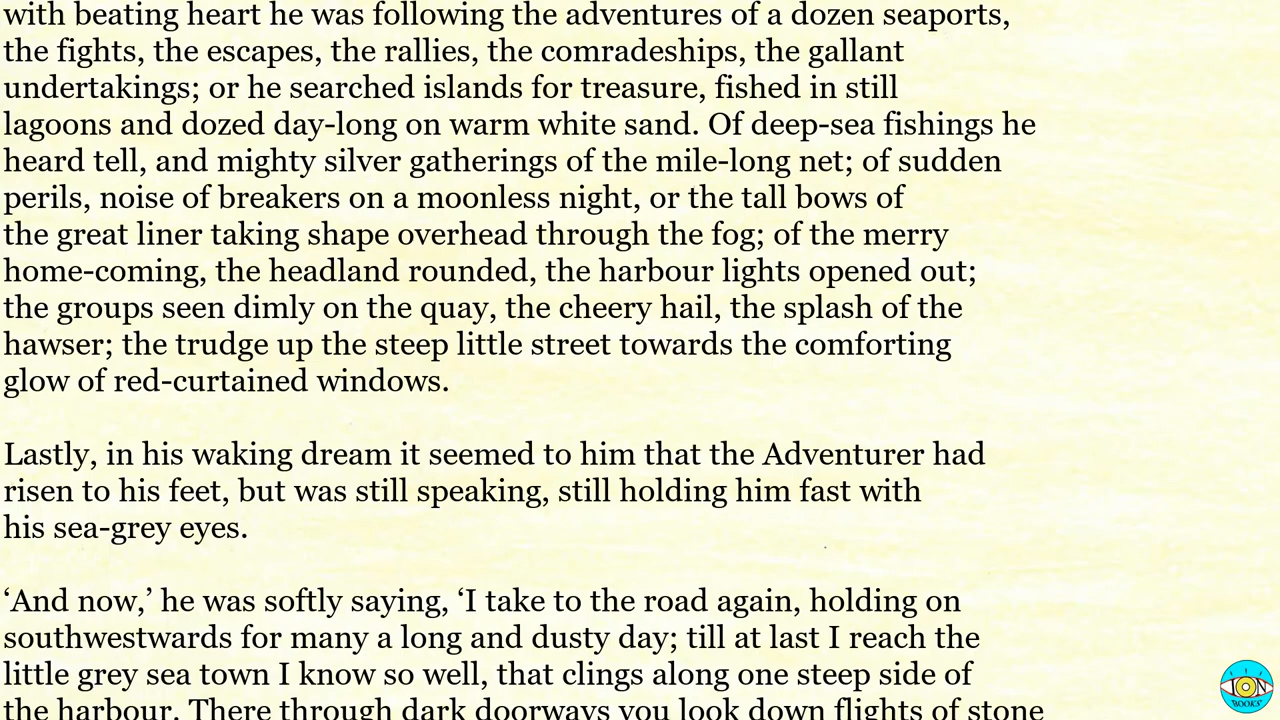 with beating heart he was following the adventures of a dozen seaports,
the fights, the escapes, the rallies, the comradeships, the gallant
undertakings; or he searched islands for treasure, fished in still
lagoons and dozed day-long on warm white sand. Of deep-sea fishings he
heard tell, and mighty silver gatherings of the mile-long net; of sudden
perils, noise of breakers on a moonless night, or the tall bows of
the great liner taking shape overhead through the fog; of the merry
home-coming, the headland rounded, the harbour lights opened out;
the groups seen dimly on the quay, the cheery hail, the splash of the
hawser; the trudge up the steep little street towards the comforting
glow of red-curtained windows.
Lastly, in his waking dream it seemed to him that the Adventurer had
risen to his feet, but was still speaking, still holding him fast with
his sea-grey eyes.
‘And now,’ he was softly saying, ‘I take to the road again, holding on
southwestwards for many a long and dusty day; till at last I reach the
little grey sea town I know so well, that clings along one steep side of
the harbour. There through dark doorways you look down flights of stone
ION
BOOKS